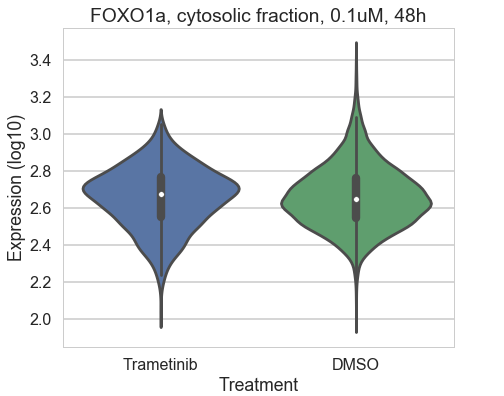 FOXO1a, cytosolic fraction, 0.1uM, 48h
Expression (log10)
3.4
3.2
3.0
2.8
2.6
2.4
2.2
2.0
Trametinib
DMSO
Treatment